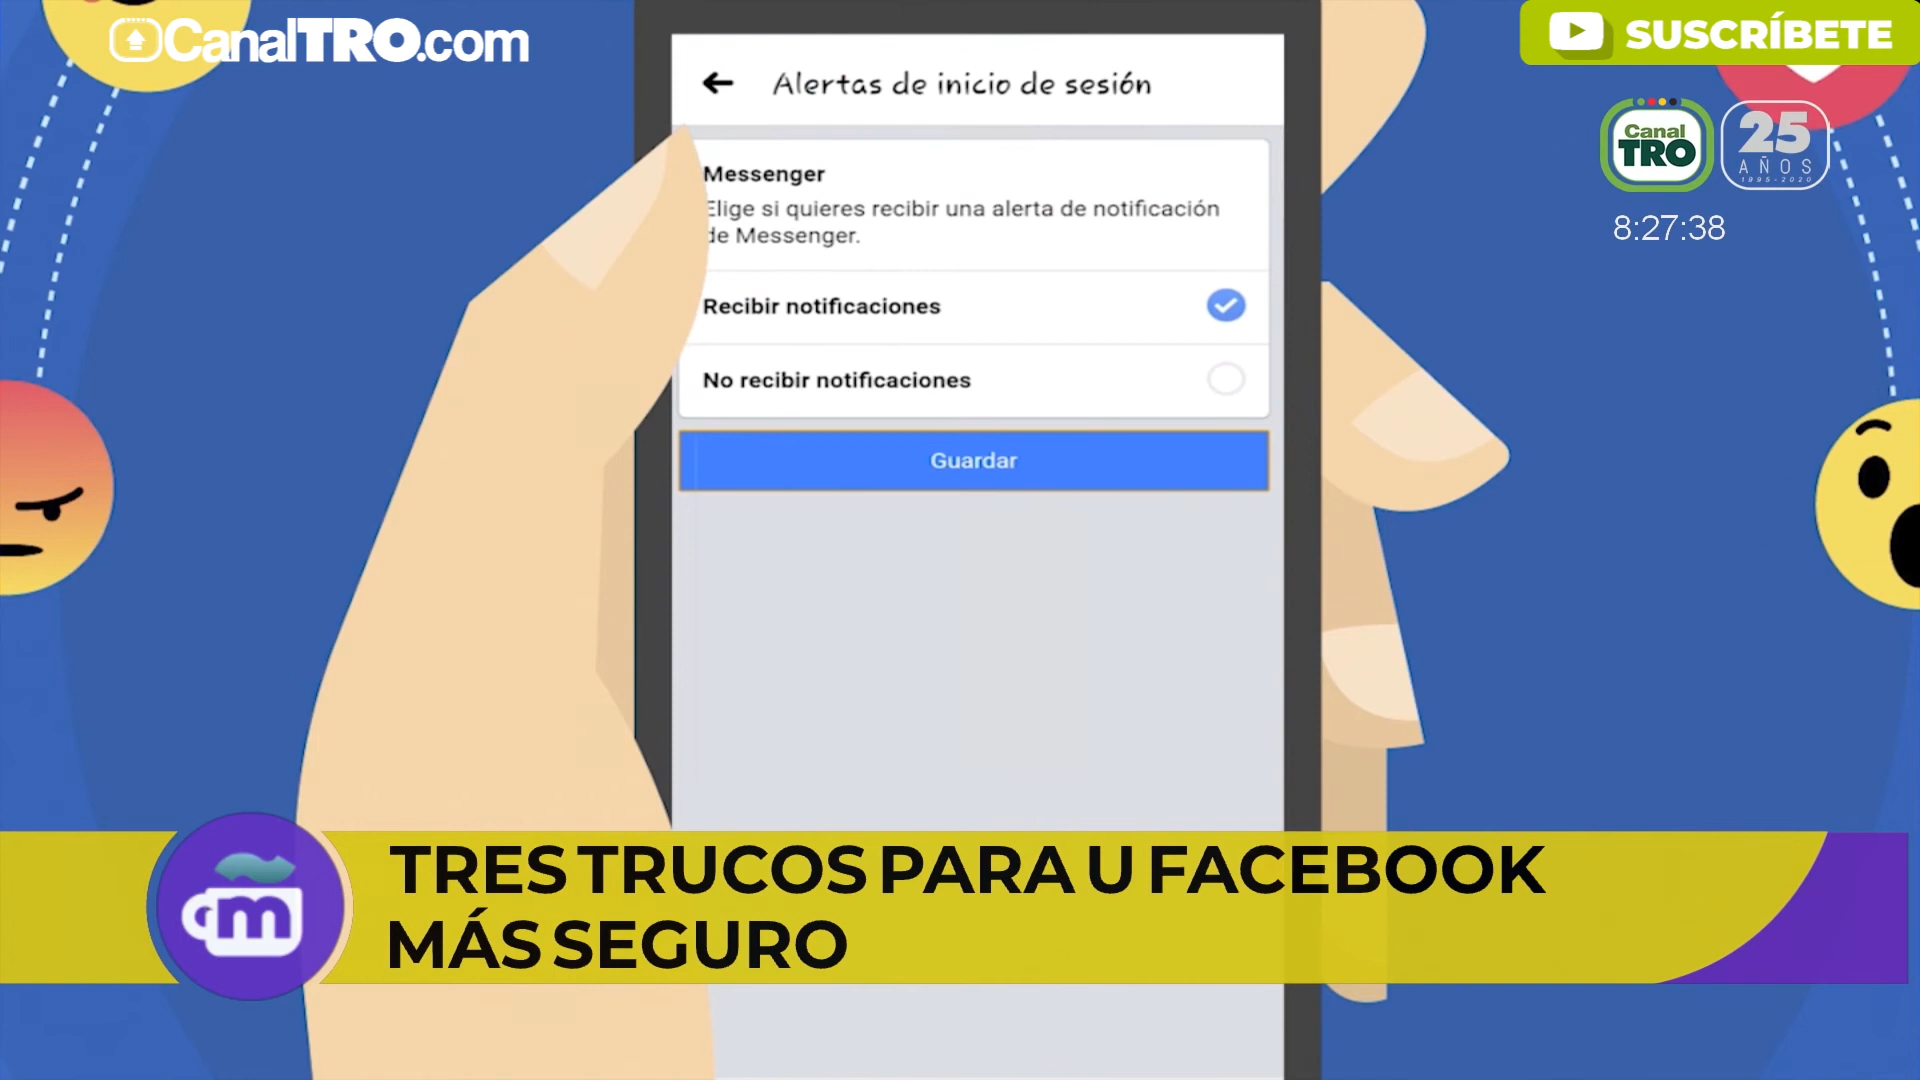 CanalTRO.com
SUSCRÍBETE
Canal
TRO
25
AÑOS
1995-2020
8:27:38
Alertas de inicio de sesión
Messenger
Elige si quieres recibir una alerta de notificación
de Messenger.
Recibir notificaciones
No recibir notificaciones
Guardar
m
TRES TRUCOS PARA U FACEBOOK
MÁS SEGURO